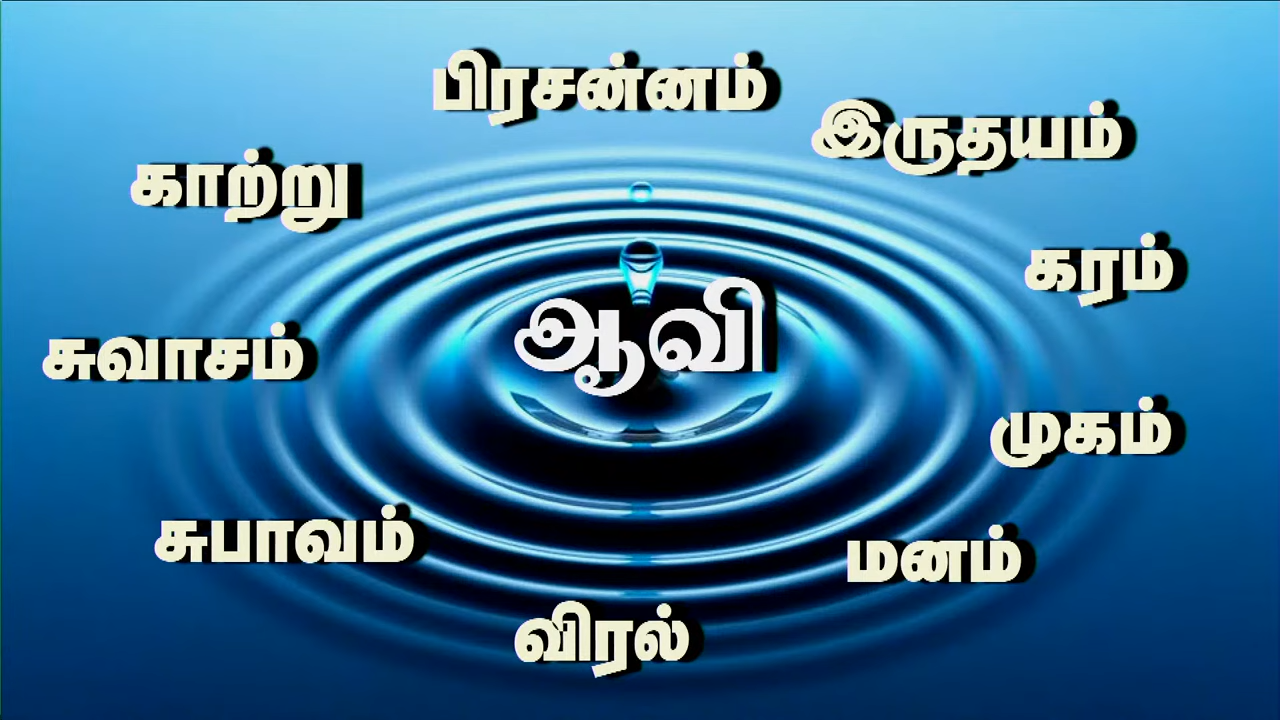 பிரசன்னம்
இருதயம்
காற்று
கரம்
ஆவி
சுவாசம்
முகம்
சுபாவம்
மனம்
விரல்